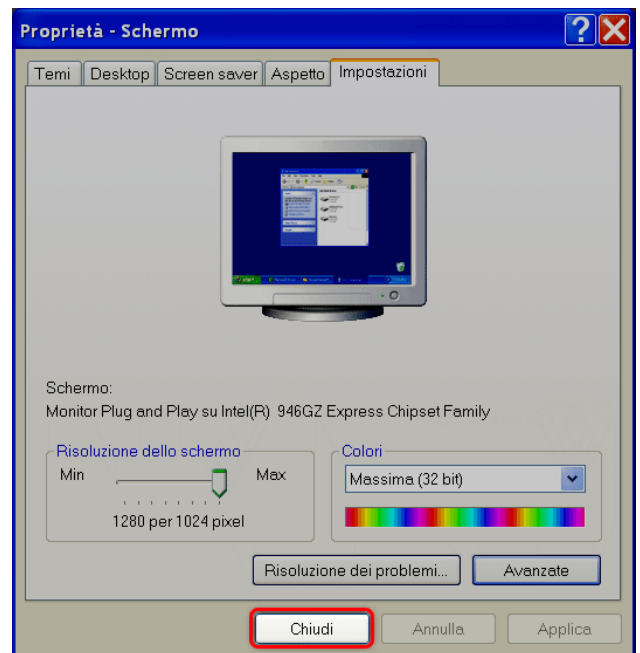 Proprietà - Schermo
Temi Desktop Screen saver Aspetto Impostazioni
Schermo:
Monitor Plug and Play su Intel(R) 946GZ Express Chipset Family
Risoluzione dello schermo
Min Max
1280 per 1024 pixel
Colori
Massima (32 bit)
Risoluzione dei problemi... Avanzate
Chiudi Annulla Applica